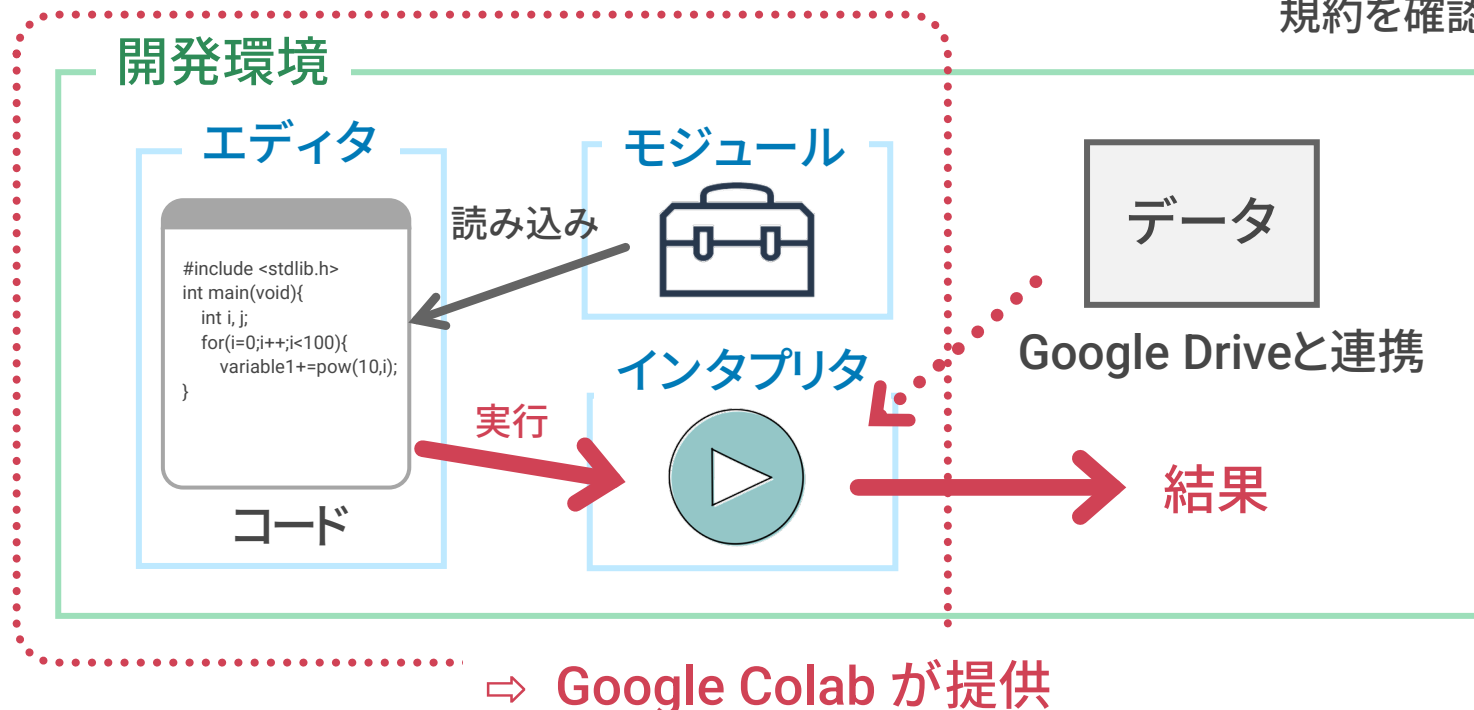 規約を確認
開発環境
エディタ
モジュール
読み込み
#include <stdlib.h>
int main(void){
int i, j;
for(i=0;i++;i<100){
variable1+=pow(10,i);
}
コード
実行
インタプリタ
データ
Google Driveと連携
結果
⇨ Google Colab が提供